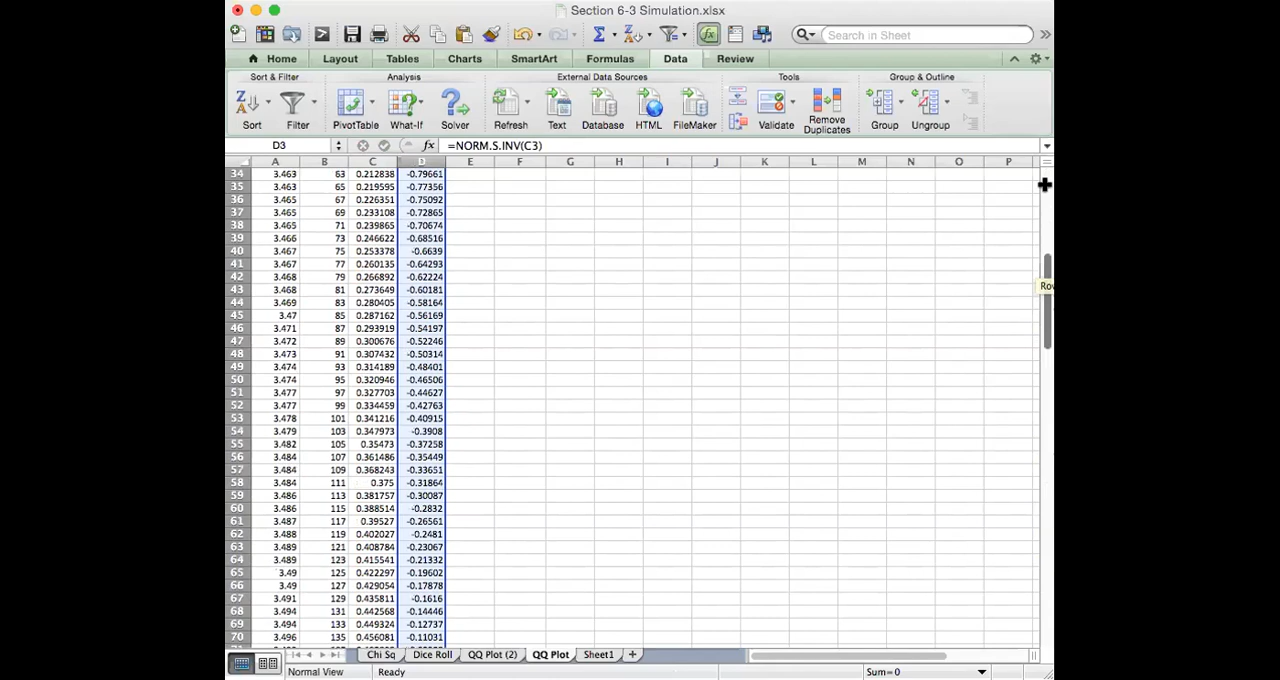 Section 6-3 Simulation.xlsx
Search in Sheet
Home Layout Tables Charts SmartArt Formulas Data Review
Sort & Filter Analysis External Data Sources Tools Group & Outline
Sort Filter PivotTable What-If Solver Refresh Text Database HTML FileMaker Validate Remove Duplicates Group Ungroup
D3 fx =NORM.S.INV(C3)
A B C D E F G H I J K L M N O P
34 3.463 63 0.212838 -0.79661
35 3.463 65 0.219595 -0.77356
36 3.465 67 0.226351 -0.75092
37 3.465 69 0.233108 -0.72865
38 3.465 71 0.239865 -0.70674
39 3.466 73 0.246622 -0.68516
40 3.467 75 0.253378 -0.6639
41 3.467 77 0.260135 -0.64293
42 3.468 79 0.266892 -0.62224
43 3.468 81 0.273649 -0.60181
44 3.469 83 0.280405 -0.58164
45 3.47 85 0.287162 -0.56169
46 3.471 87 0.293919 -0.54197
47 3.472 89 0.300676 -0.52246
48 3.473 91 0.307432 -0.50314
49 3.474 93 0.314189 -0.48401
50 3.474 95 0.320946 -0.46506
51 3.477 97 0.327703 -0.44627
52 3.477 99 0.334459 -0.42763
53 3.478 101 0.341216 -0.40915
54 3.479 103 0.347973 -0.3908
55 3.482 105 0.35473 -0.37258
56 3.484 107 0.361486 -0.35449
57 3.484 109 0.368243 -0.33651
58 3.484 111 0.375 -0.31864
59 3.486 113 0.381757 -0.30087
60 3.486 115 0.388514 -0.2832
61 3.487 117 0.39527 -0.26561
62 3.488 119 0.402027 -0.2481
63 3.489 121 0.408784 -0.23067
64 3.489 123 0.415541 -0.21332
65 3.49 125 0.422297 -0.19602
66 3.49 127 0.429054 -0.17878
67 3.491 129 0.435811 -0.1616
68 3.494 131 0.442568 -0.14446
69 3.494 133 0.449324 -0.12737
70 3.496 135 0.456081 -0.11031
Chi Sq Dice Roll QQ Plot (2) QQ Plot Sheet1
Normal View Ready Sum=0